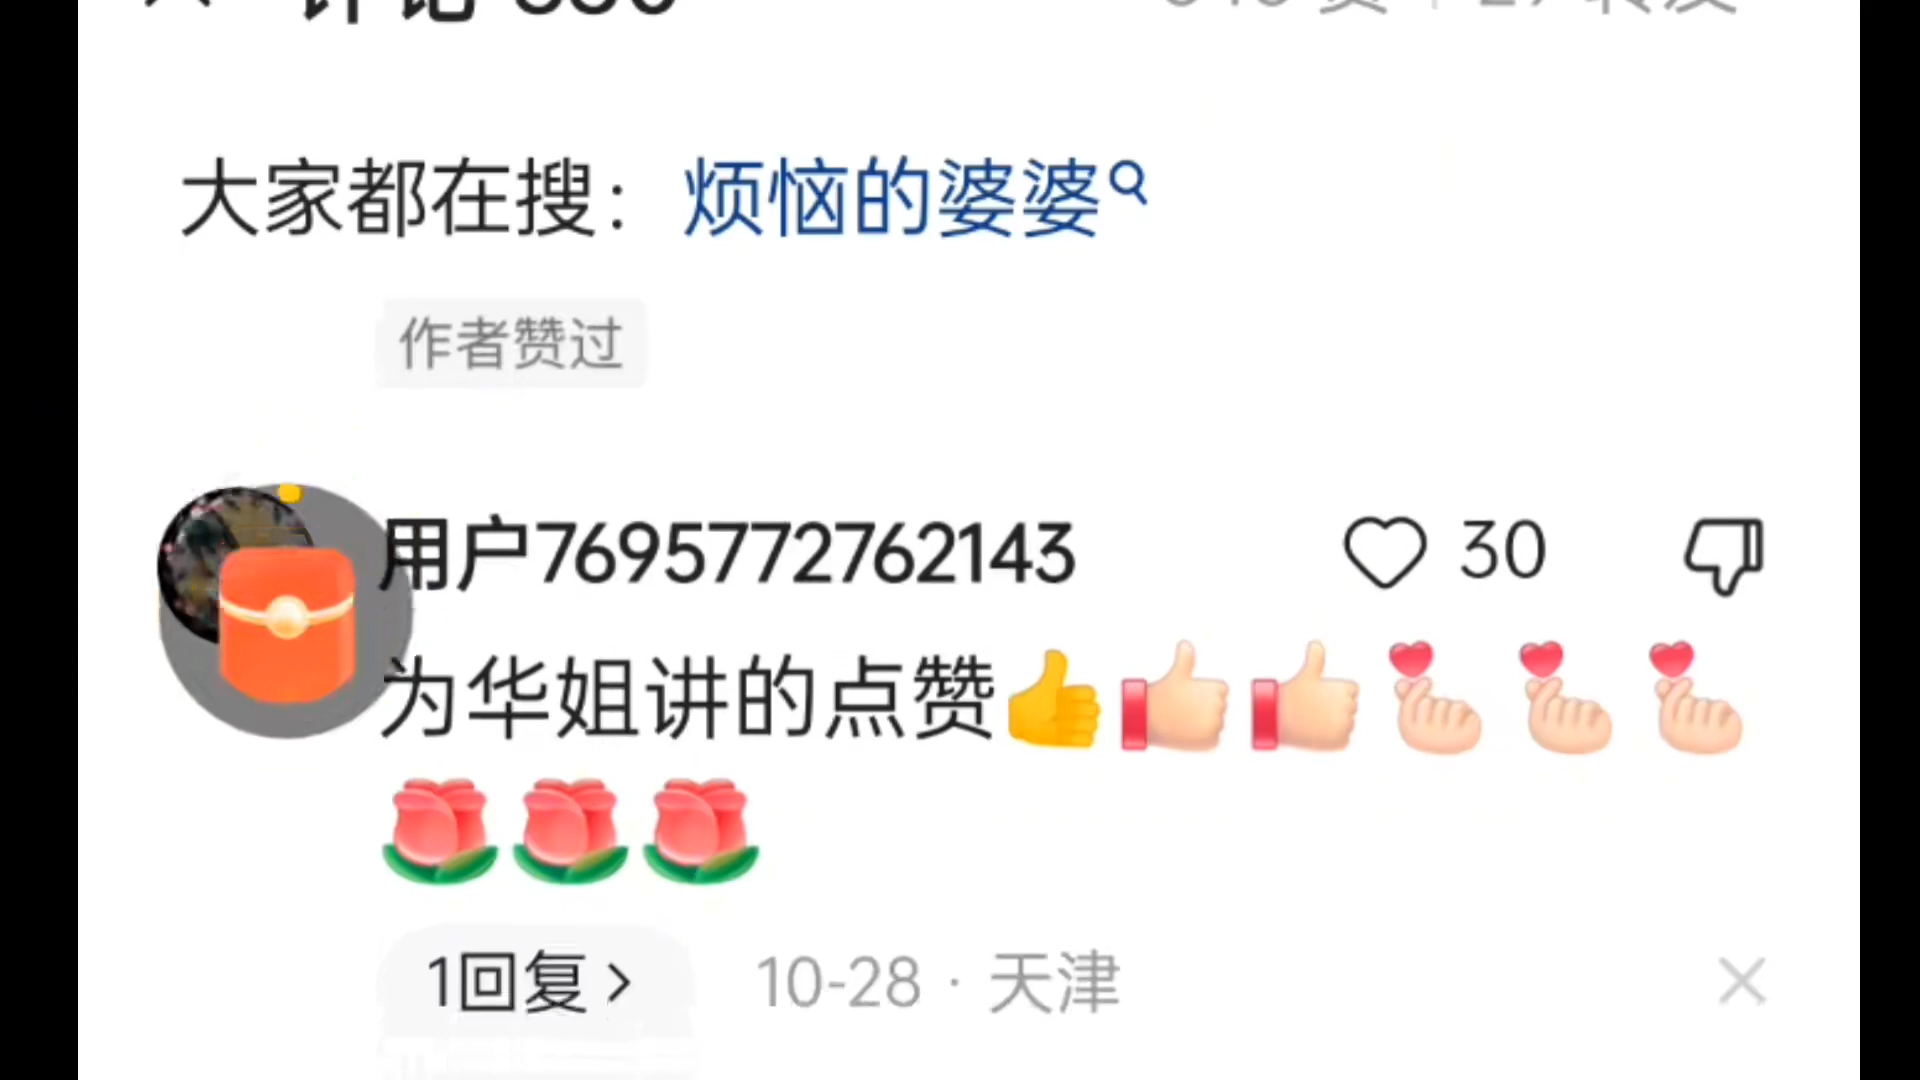 大家都在搜：烦恼的婆婆
作者赞过
用户7695772762143
30
为华姐讲的点赞👍👍👍🫰🫰🫰
🌹🌹🌹
1回复 >
10-28 · 天津